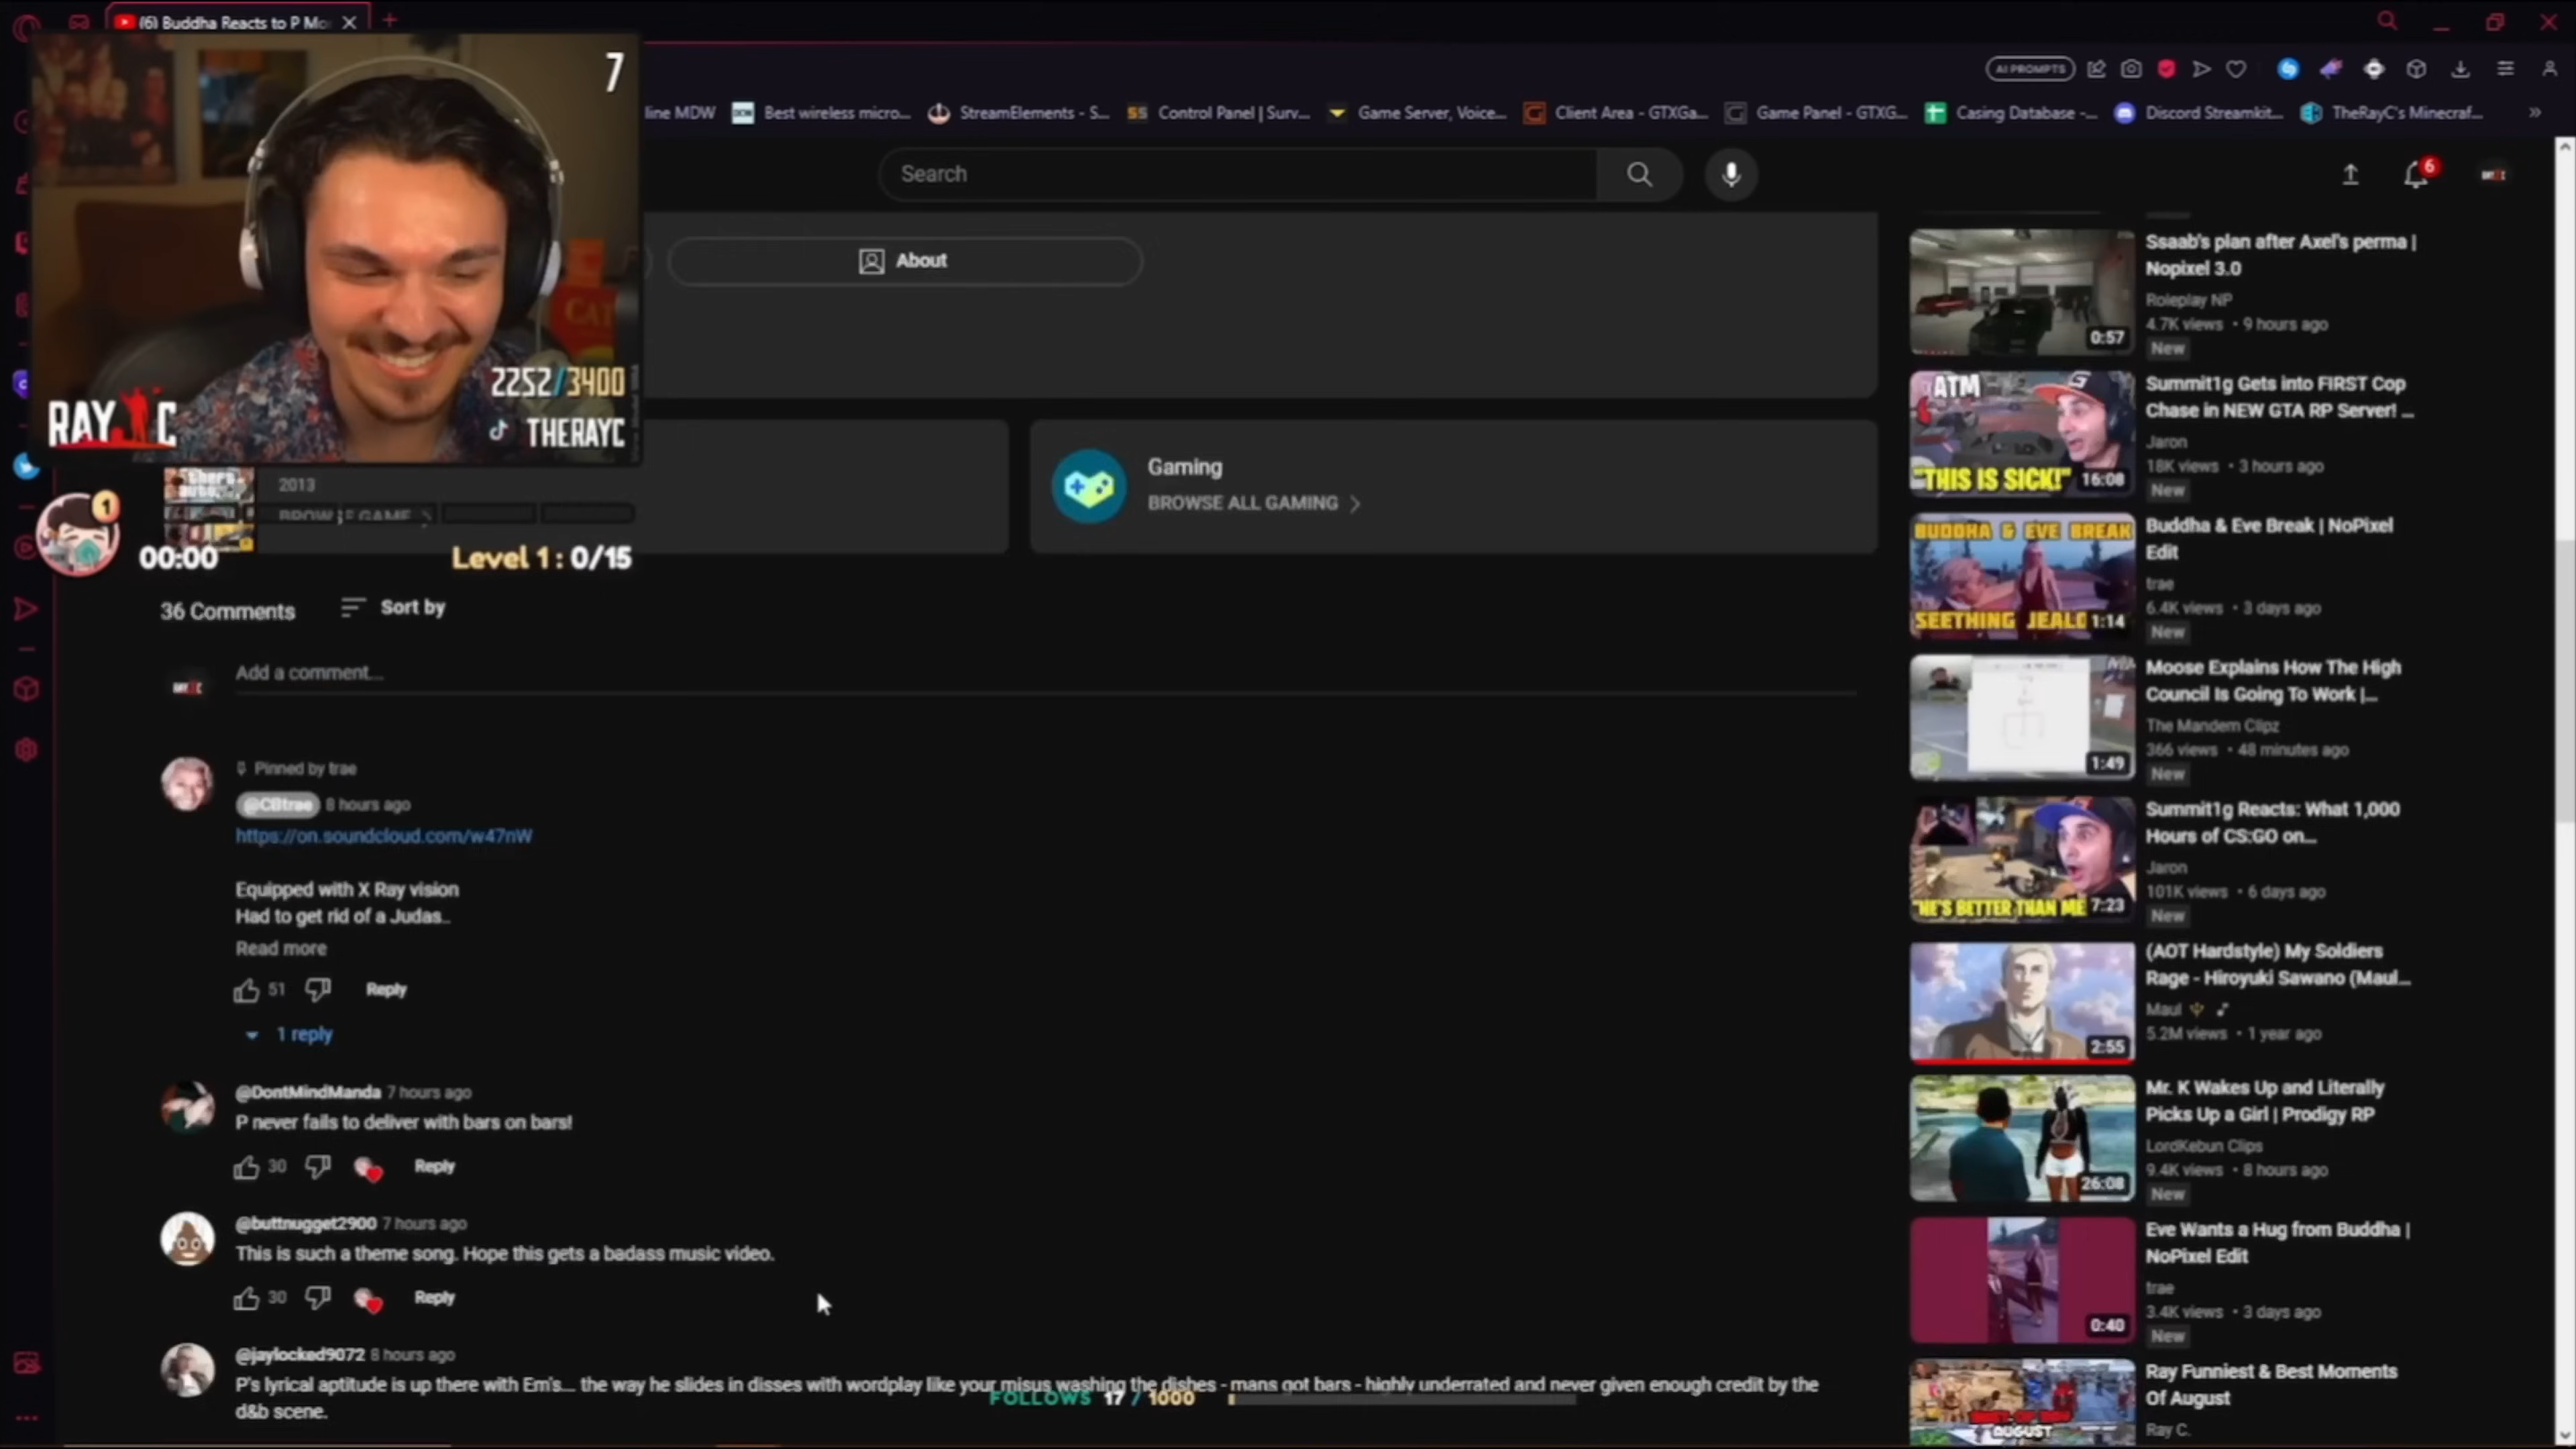 (6) Buddha Reacts to P Mo
7
AI PROMPTS
line MDW
Best wireless micro...
StreamElements - S...
Control Panel | Surv...
Game Server, Voice...
Client Area - GTXGa...
Game Panel - GTXG...
Casing Database -...
Discord Streamkit...
TheRayC's Minecraf...
Search
6
About
CAT
2252/3400
RAY C
THERAYC
2013
BROWSE GAME
Gaming
BROWSE ALL GAMING
1
00:00
Level 1 : 0/15
36 Comments
Sort by
Add a comment...
Pinned by trae
@CBtrae 8 hours ago
https://on.soundcloud.com/w47nW
Equipped with X Ray vision
Had to get rid of a Judas..
Read more
51
Reply
1 reply
@DontMindManda 7 hours ago
P never fails to deliver with bars on bars!
30
Reply
@buttnugget2900 7 hours ago
This is such a theme song. Hope this gets a badass music video.
30
Reply
@jaylocked9072 8 hours ago
P's lyrical aptitude is up there with Em's... the way he slides in disses with wordplay like your misus washing the dishes - mans got bars - highly underrated and never given enough credit by the
d&b scene.
FOLLOWS 17 / 1000
0:57
Ssaab's plan after Axel's perma |
Nopixel 3.0
Roleplay NP
4.7K views • 9 hours ago
New
ATM
"THIS IS SICK!"
16:08
Summit1g Gets into FIRST Cop
Chase in NEW GTA RP Server! ...
Jaron
18K views • 3 hours ago
New
BUDDHA & EVE BREAK
SEETHING JEALO
1:14
Buddha & Eve Break | NoPixel
Edit
trae
6.4K views • 3 days ago
New
1:49
Moose Explains How The High
Council Is Going To Work |...
The Mandem Clipz
366 views • 48 minutes ago
New
"HE'S BETTER THAN ME
7:23
Summit1g Reacts: What 1,000
Hours of CS:GO on...
Jaron
101K views • 6 days ago
New
2:55
(AOT Hardstyle) My Soldiers
Rage - Hiroyuki Sawano (Maul...
Maul
5.2M views • 1 year ago
26:08
Mr. K Wakes Up and Literally
Picks Up a Girl | Prodigy RP
LordKebun Clips
9.4K views • 8 hours ago
New
0:40
Eve Wants a Hug from Buddha |
NoPixel Edit
trae
3.4K views • 3 days ago
New
AUGUST
Ray Funniest & Best Moments
Of August
Ray C.